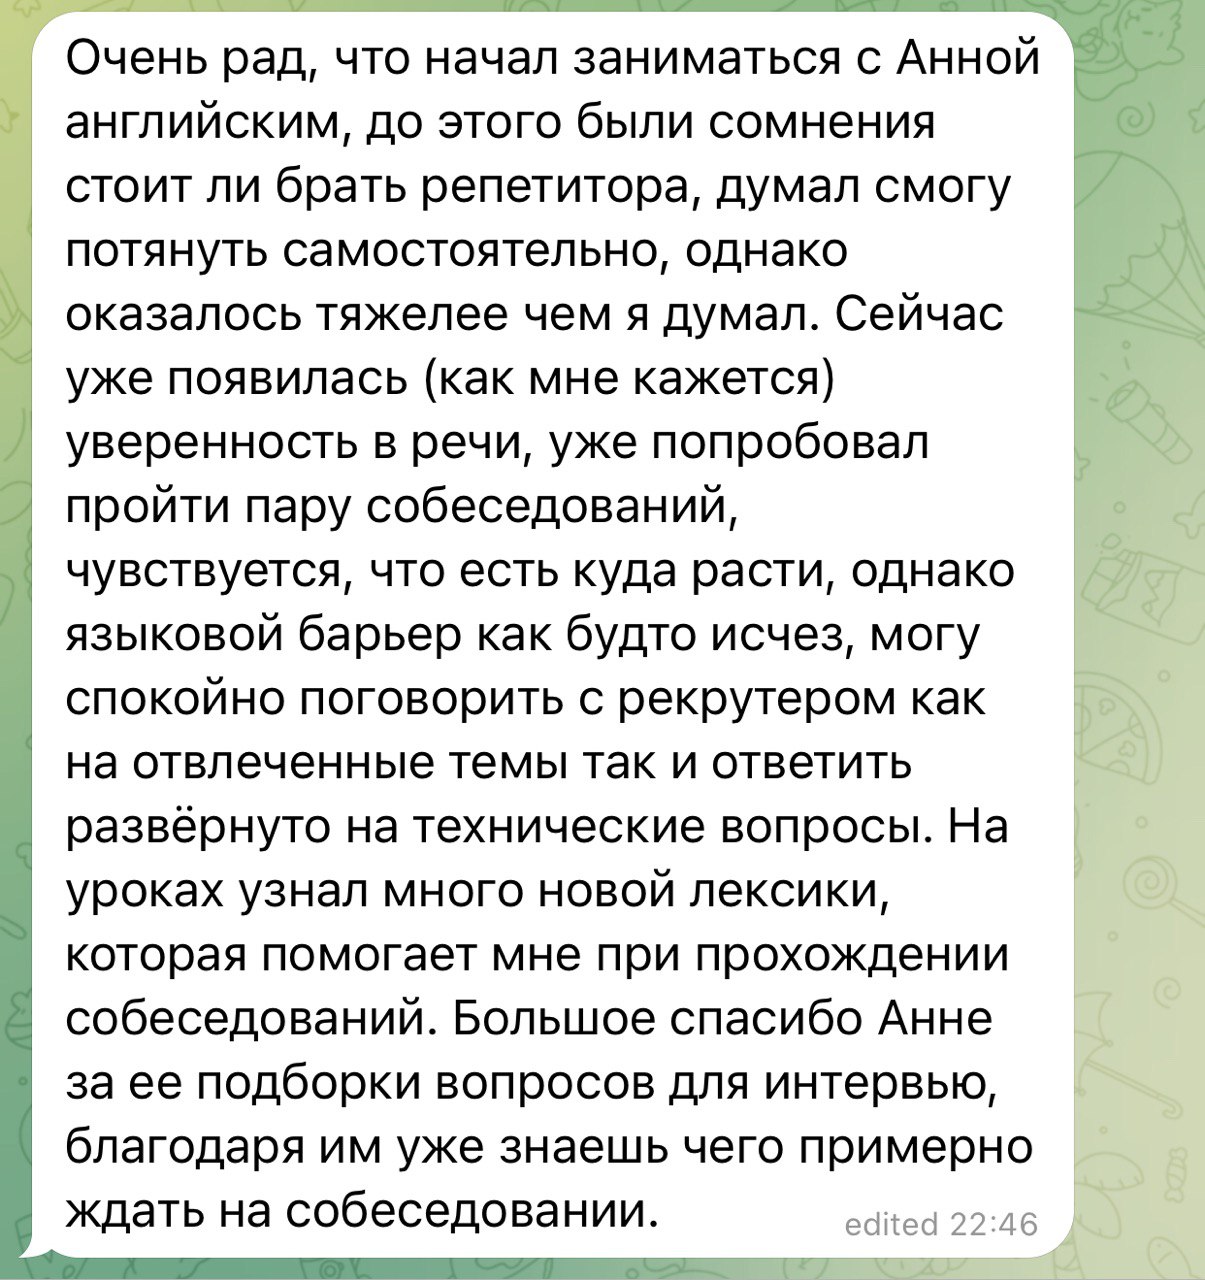 Очень рад, что начал заниматься с Анной
английским, до этого были сомнения
стоит ли брать репетитора, думал смогу
потянуть самостоятельно, однако
оказалось тяжелее чем я думал. Сейчас
уже появилась (как мне кажется)
уверенность в речи, уже попробовал
пройти пару собеседований,
чувствуется, что есть куда расти, однако
языковой барьер как будто исчез, могу
спокойно поговорить с рекрутером как
на отвлеченные темы так и ответить
развёрнуто на технические вопросы. На
уроках узнал много новой лексики,
которая помогает мне при прохождении
собеседований. Большое спасибо Анне
за ее подборки вопросов для интервью,
благодаря им уже знаешь чего примерно
ждать на собеседовании.
edited 22:46